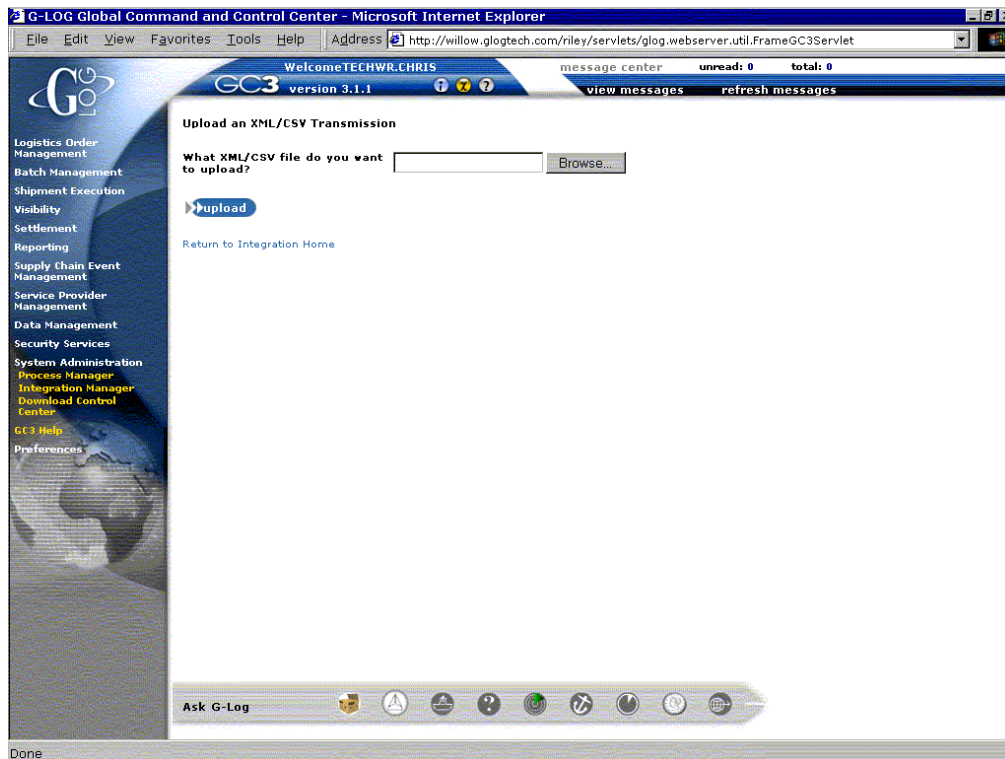 G-LOG Global Command and Control Center - Microsoft Internet Explorer
File Edit View Favorites Tools Help Address http://willow.glogtech.com/riley/servlets/glog.webserver.util.FrameGC3Servlet
G-LOG
WelcomeTECHWR.CHRIS message center unread: 0 total: 0
GC3 version 3.1.1 i ? view messages refresh messages
Upload an XML/CSV Transmission
What XML/CSV file do you want
to upload?
Browse...
upload
Return to Integration Home
Logistics Order
Management
Batch Management
Shipment Execution
Visibility
Settlement
Reporting
Supply Chain Event
Management
Service Provider
Management
Data Management
Security Services
System Administration
Process Manager
Integration Manager
Download Control
Center
GC3 Help
Preferences
Ask G-Log ?
Done